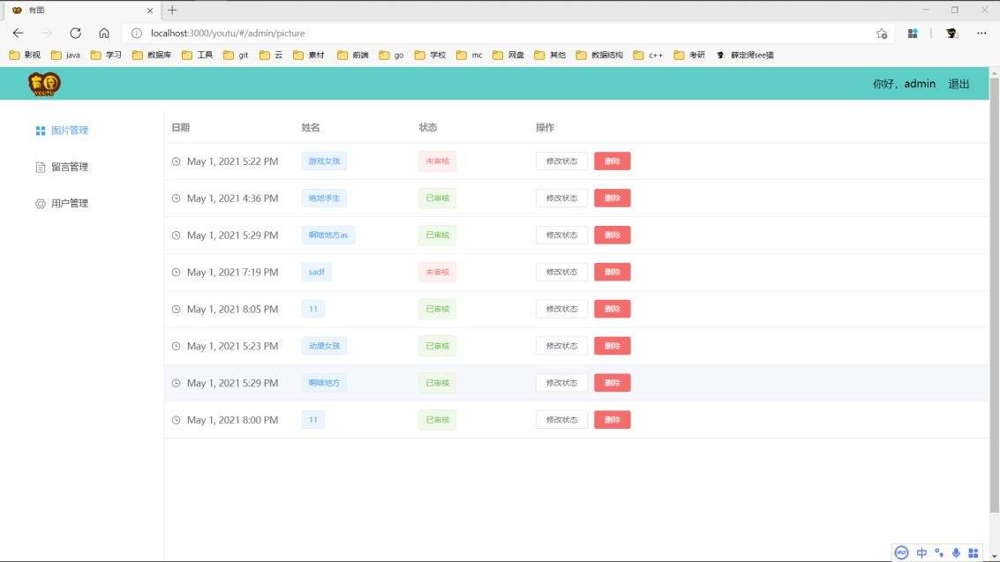 有图
localhost:3000/youtu/#/admin/picture
影视 java 学习 数据库 工具 git 云 素材 前端 go 学校 mc 网盘 其他 数据结构 c++ 考研 薛定谔see猫
有图 YOUTU 你好，admin 退出
图片管理
留言管理
用户管理
日期 姓名 状态 操作
May 1, 2021 5:22 PM 游戏女孩 未审核 修改状态 删除
May 1, 2021 4:36 PM 绝地求生 已审核 修改状态 删除
May 1, 2021 5:29 PM 啊啥地方as 已审核 修改状态 删除
May 1, 2021 7:19 PM sadf 未审核 修改状态 删除
May 1, 2021 8:05 PM 11 已审核 修改状态 删除
May 1, 2021 5:23 PM 动漫女孩 已审核 修改状态 删除
May 1, 2021 5:29 PM 啊啥地方 已审核 修改状态 删除
May 1, 2021 8:00 PM 11 已审核 修改状态 删除
iFLY 中